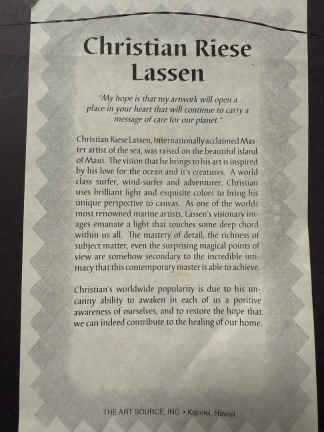 Christian Riese
Lassen
"My hope is that my artwork will open a
place in your heart that will continue to carry a
message of care for our planet."
Christian Riese Lassen, Internationally acclaimed Mas-
ter artist of the sea, was raised on the beautiful island
of Maui. The vision that he brings to his art is inspired
by his love for the ocean and it's creatures. A world
class surfer, wind-surfer and adventurer, Christian
uses brilliant light and exquisite colors to bring his
unique perspective to canvas. As one of the worlds
most renowned marine artists, Lassen's visionary im-
ages emanate a light that touches some deep chord
within us all. The mastery of detail, the richness of
subject matter, even the surprising magical points of
view are somehow secondary to the incredible inti-
macy that this contemporary master is able to achieve.
Christian's worldwide popularity is due to his un-
canny ability to awaken in each of us a positive
awareness of ourselves, and to restore the hope that
we can indeed contribute to the healing of our home.
THE ART SOURCE, INC. • Hawaii